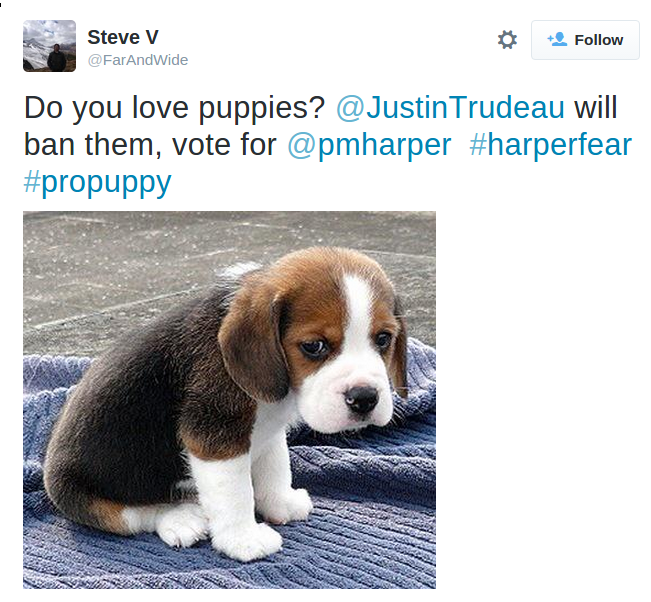 Steve V
@FarAndWide
Follow
Do you love puppies? @JustinTrudeau will
ban them, vote for @pmharper #harperfear
#propuppy